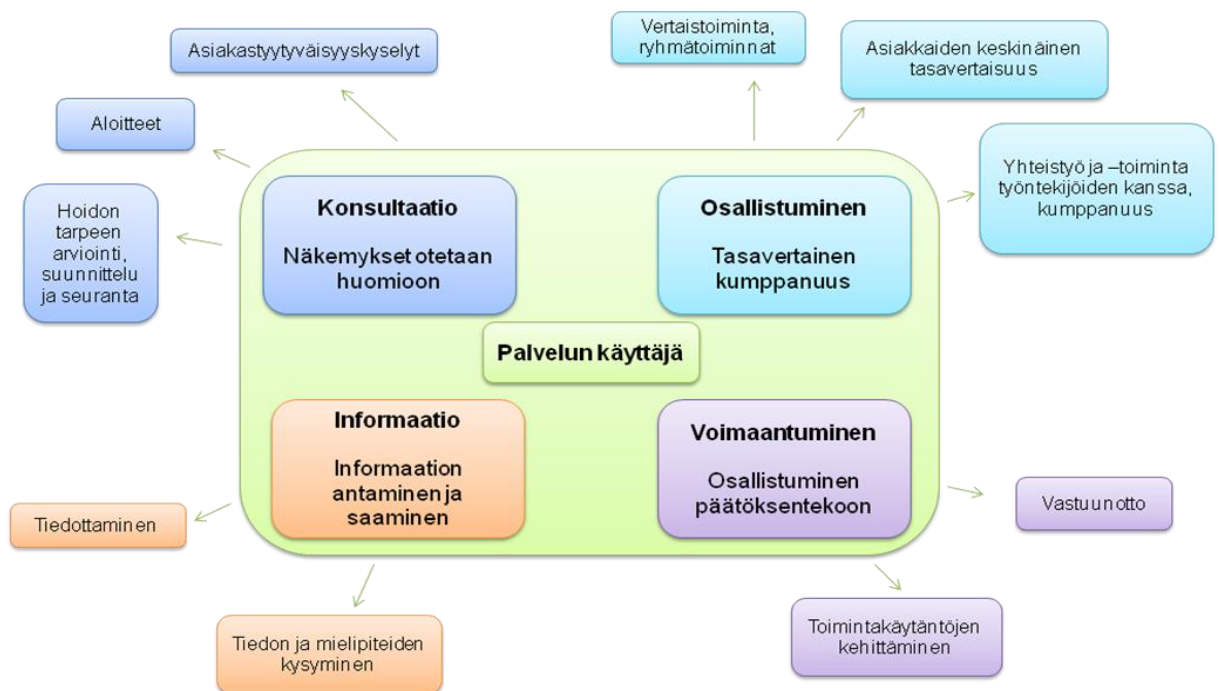 Vertaistoiminta,
ryhmätoiminnat
Asiakastyytyväisyyskyselyt
Asiakkaiden keskinäinen
tasavertaisuus
Aloitteet
Yhteistyö ja –toiminta
työntekijöiden kanssa,
kumppanuus
Hoidon
tarpeen
arviointi,
suunnittelu
ja seuranta
Konsultaatio
Näkemykset otetaan
huomioon
Osallistuminen
Tasavertainen
kumppanuus
Palvelun käyttäjä
Informaatio
Informaation
antaminen ja
saaminen
Voimaantuminen
Osallistuminen
päätöksentekoon
Tiedottaminen
Vastuunotto
Tiedon ja mielipiteiden
kysyminen
Toimintakäytäntöjen
kehittäminen